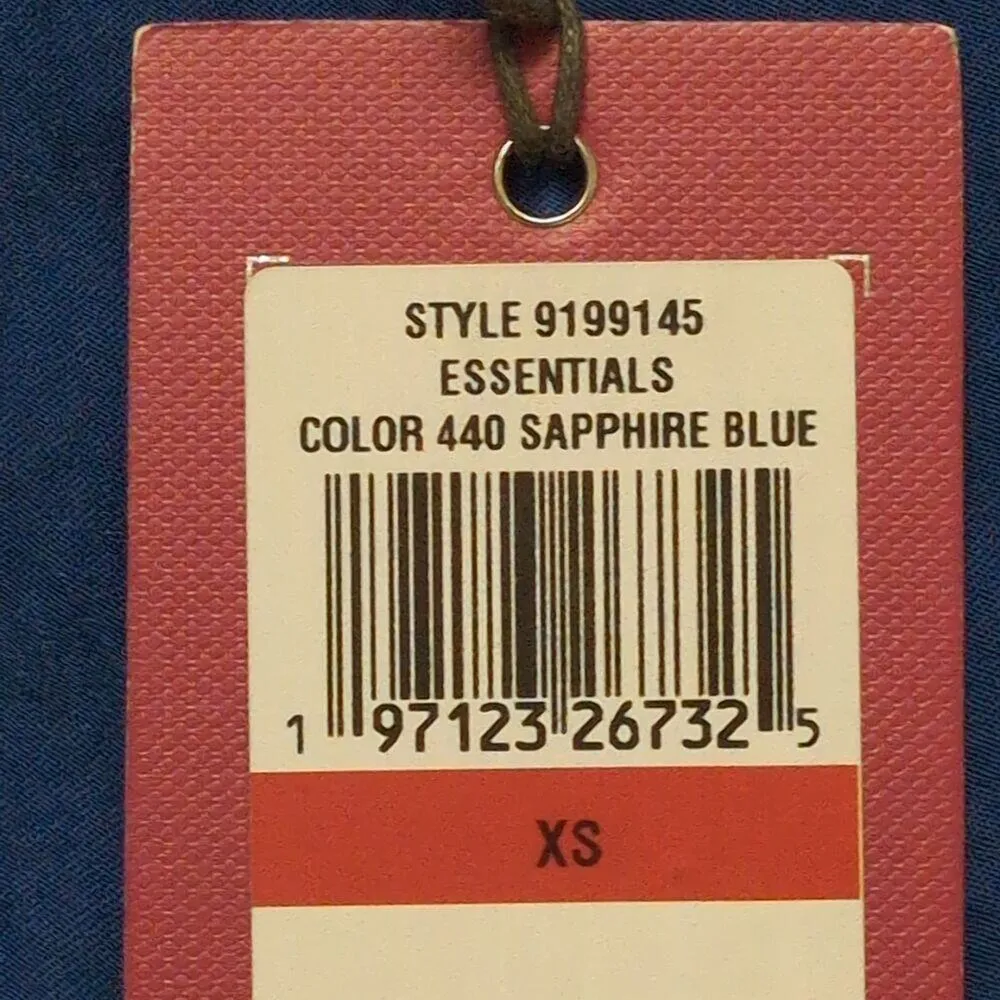 STYLE 9199145
ESSENTIALS
COLOR 440 SAPPHIRE BLUE
1 97123 26732 5
XS